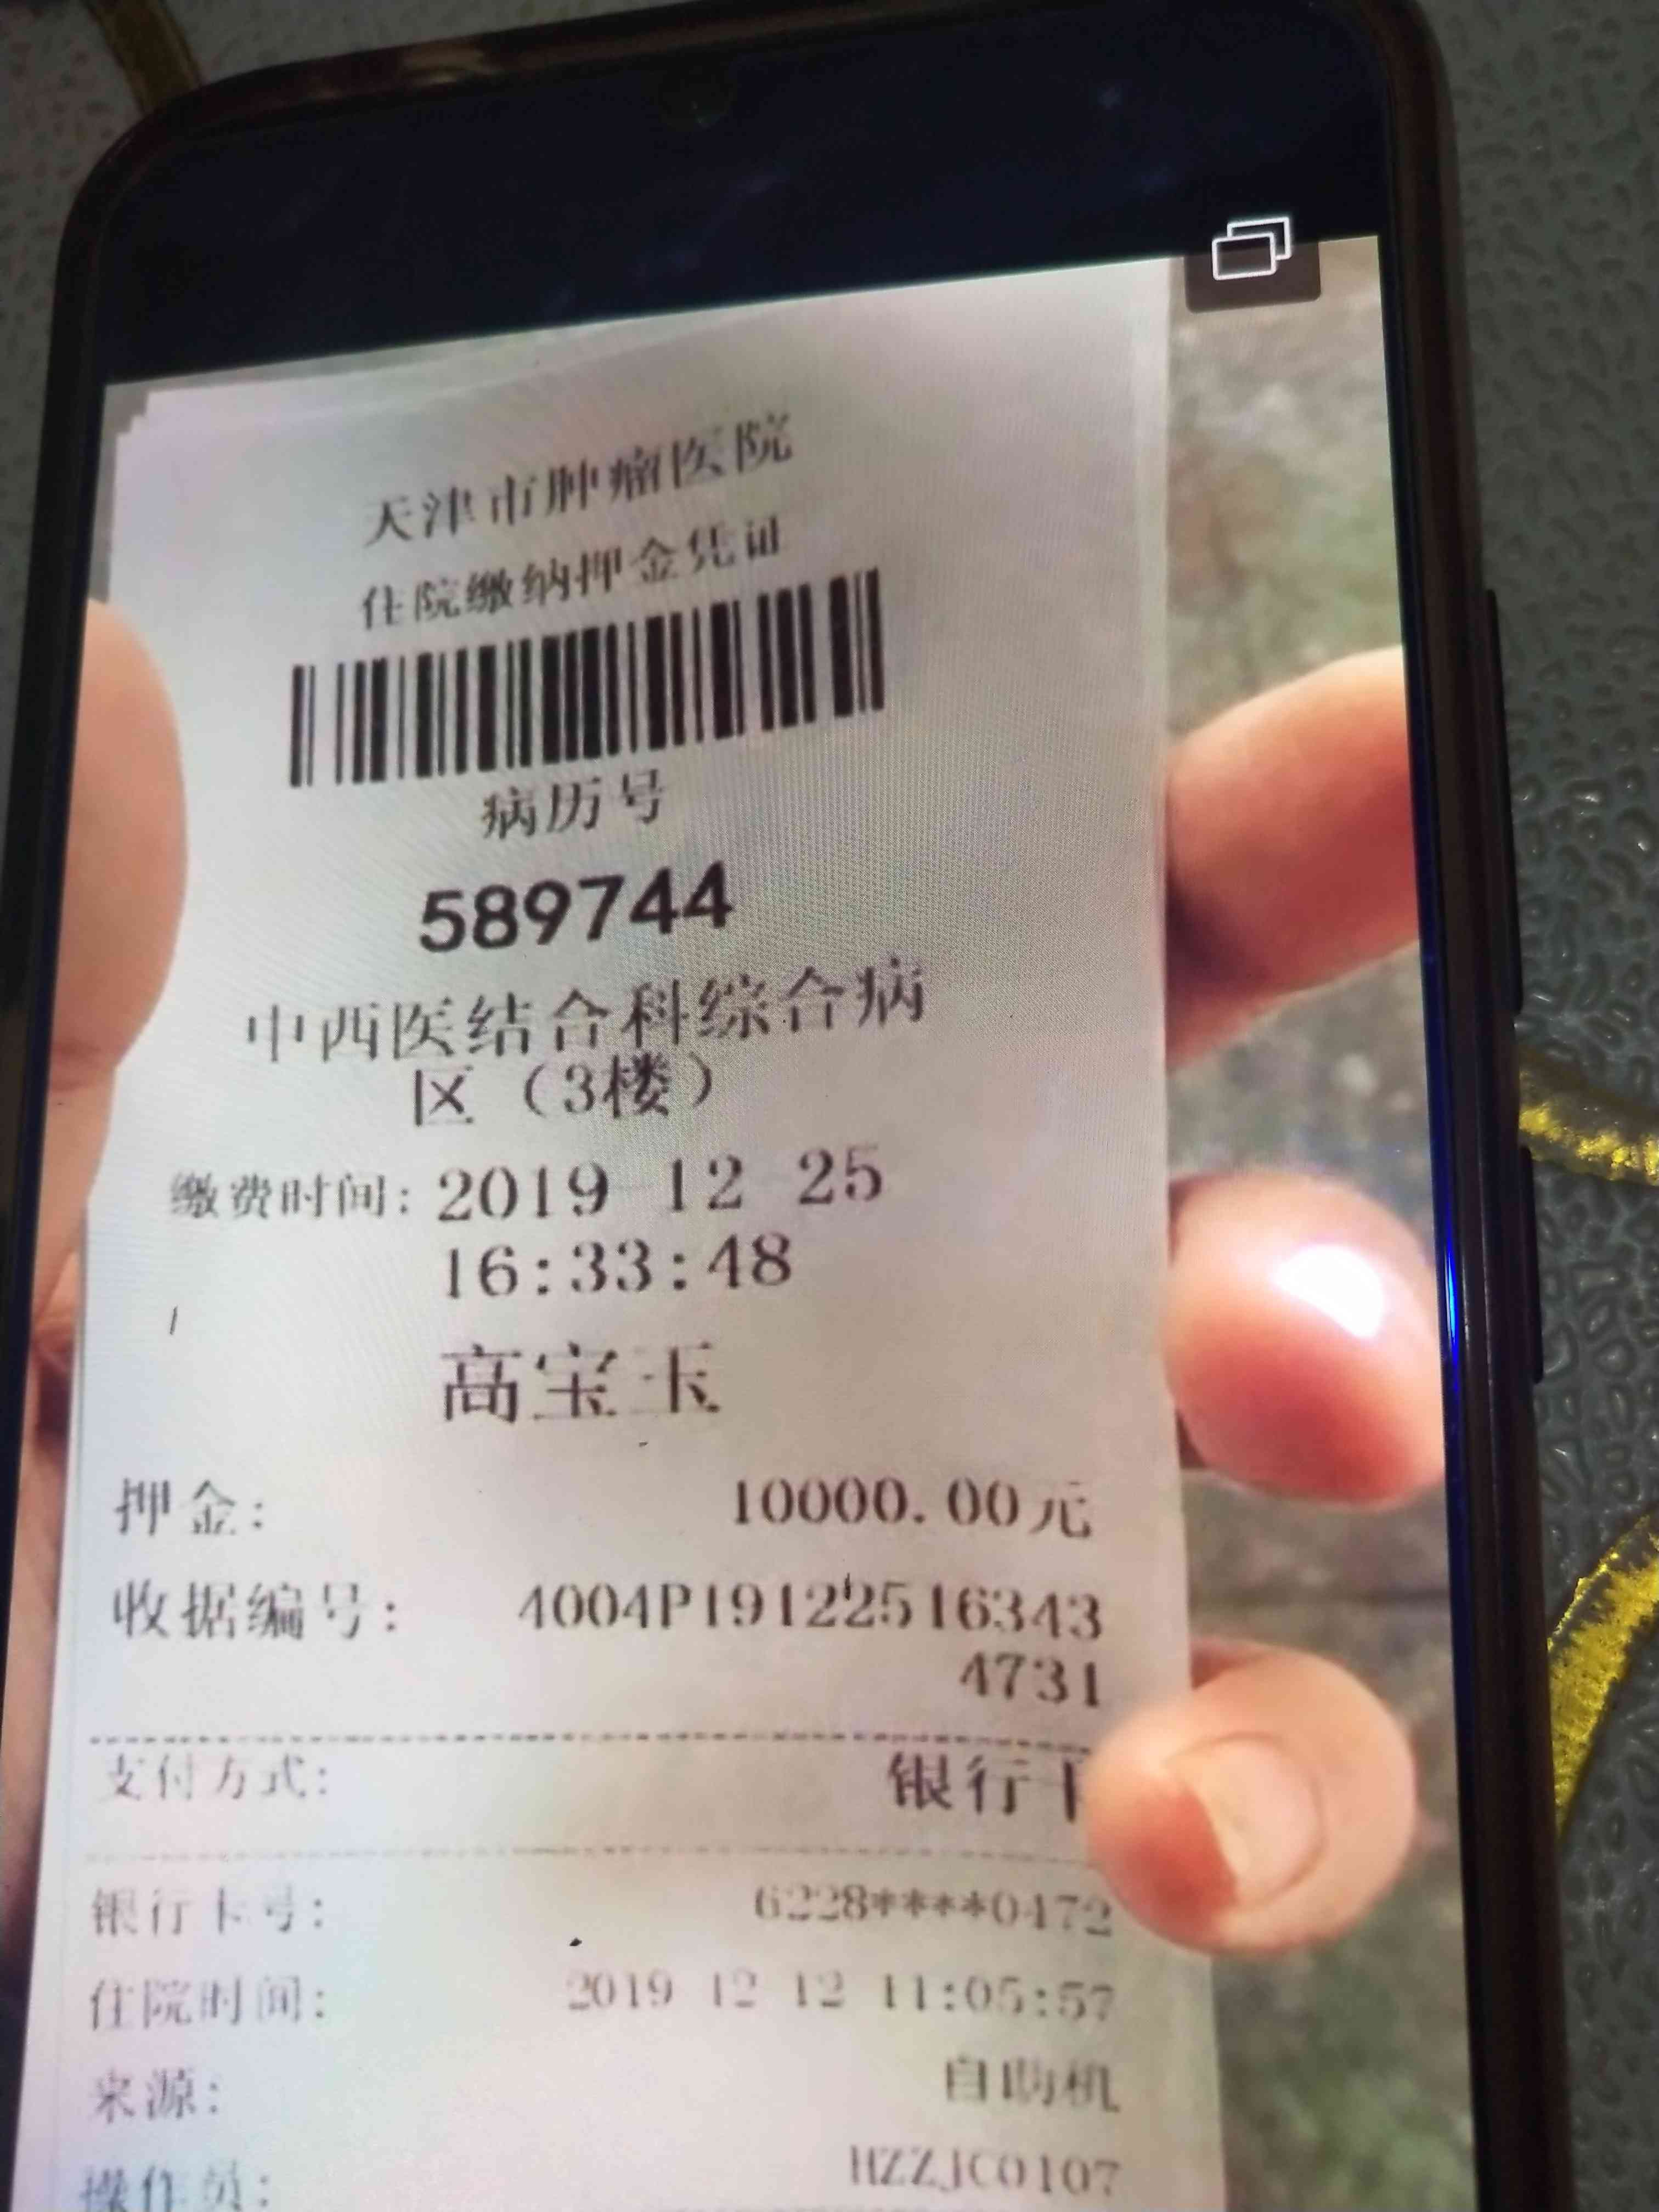 天津市肿瘤医院
住院缴纳押金凭证
病历号
589744
中西医结合科综合病
区（3楼）
缴费时间: 2019 12 25
16:33:48
高宝玉
押金: 10000.00元
收据编号: 4004P19122516343
4731
支付方式: 银行卡
银行卡号: 6228****0472
住院时间: 2019 12 12 11:05:57
来源: 自助机
操作员: HZZJC0107